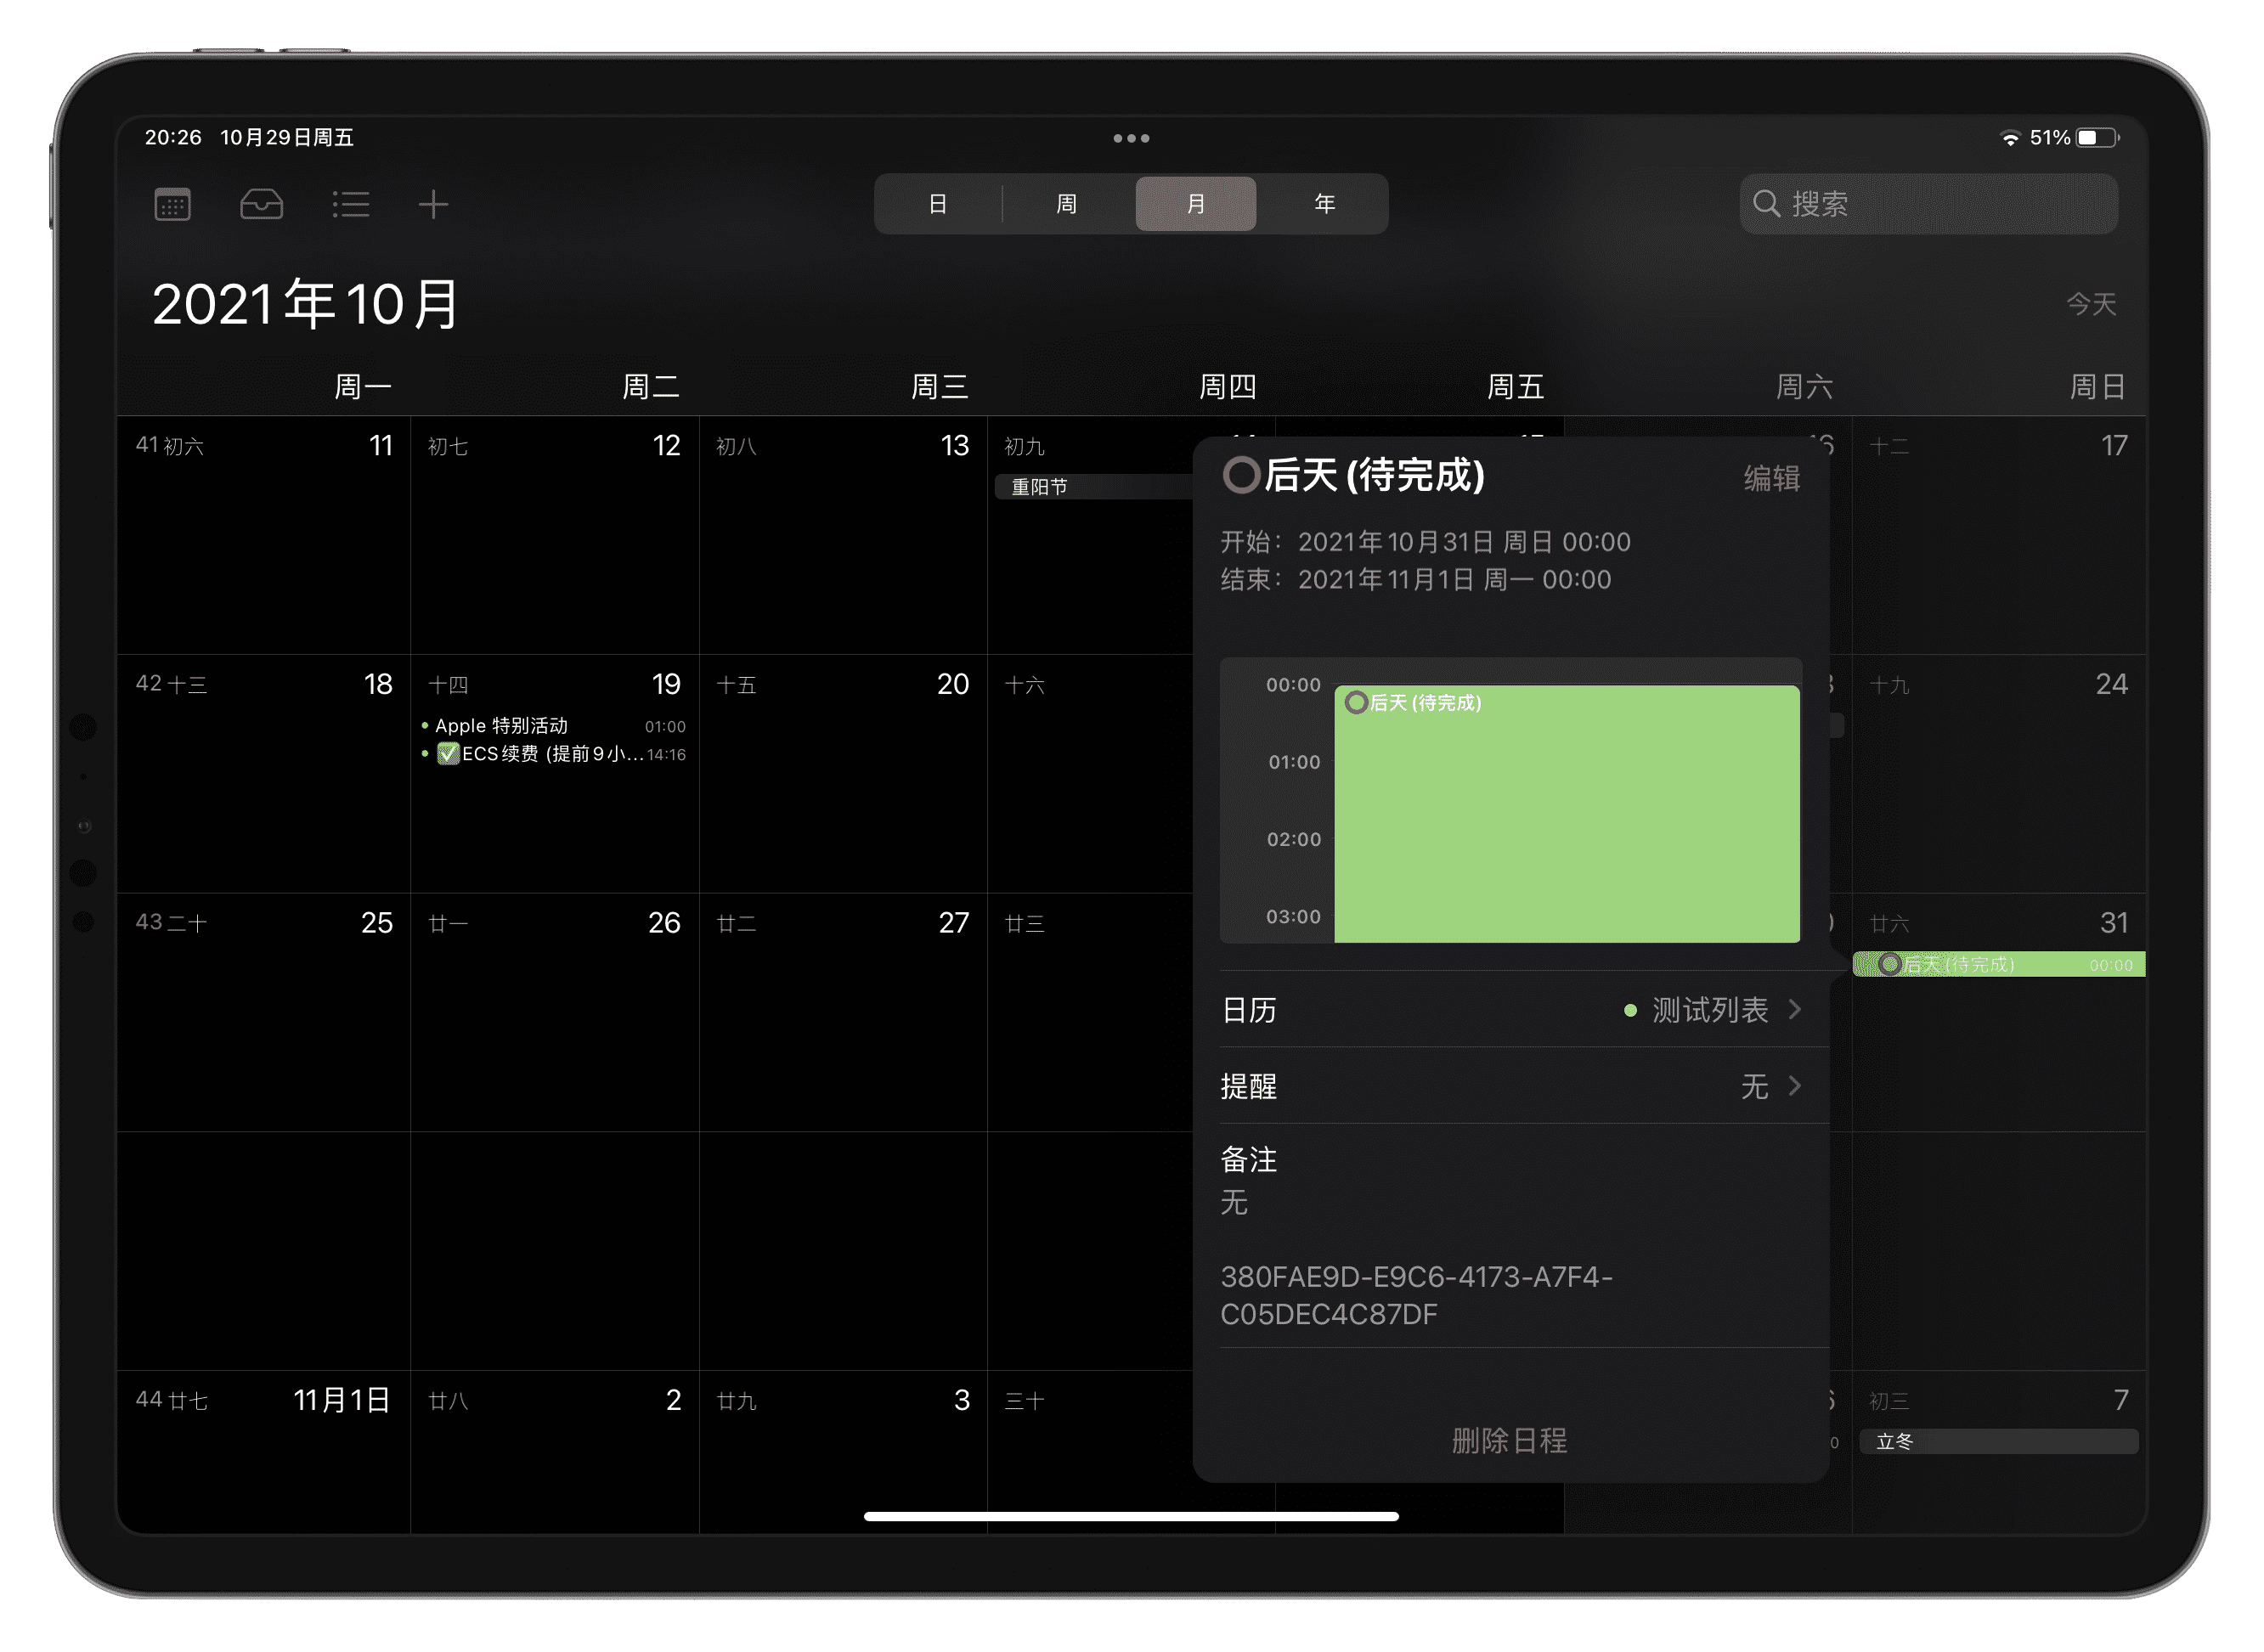 20:26 10月29日周五
51%
日 周 月 年
搜索
2021年10月
今天
周一 周二 周三 周四 周五 周六 周日
41 初六 11 初七 12 初八 13 初九 十二 17
重阳节
42 十三 18 十四 19 十五 20 十六 十九 24
Apple 特别活动 01:00
✅ECS续费 (提前9小... 14:16
43 二十 25 廿一 26 廿二 27 廿三 廿六 31
后天 (待完成) 00:00
44 廿七 11月1日 廿八 2 廿九 3 三十 初三 7
立冬
后天 (待完成)
编辑
开始：2021年10月31日 周日 00:00
结束：2021年11月1日 周一 00:00
00:00
后天 (待完成)
01:00
02:00
03:00
日历 测试列表
提醒 无
备注
无
380FAE9D-E9C6-4173-A7F4-
C05DEC4C87DF
删除日程